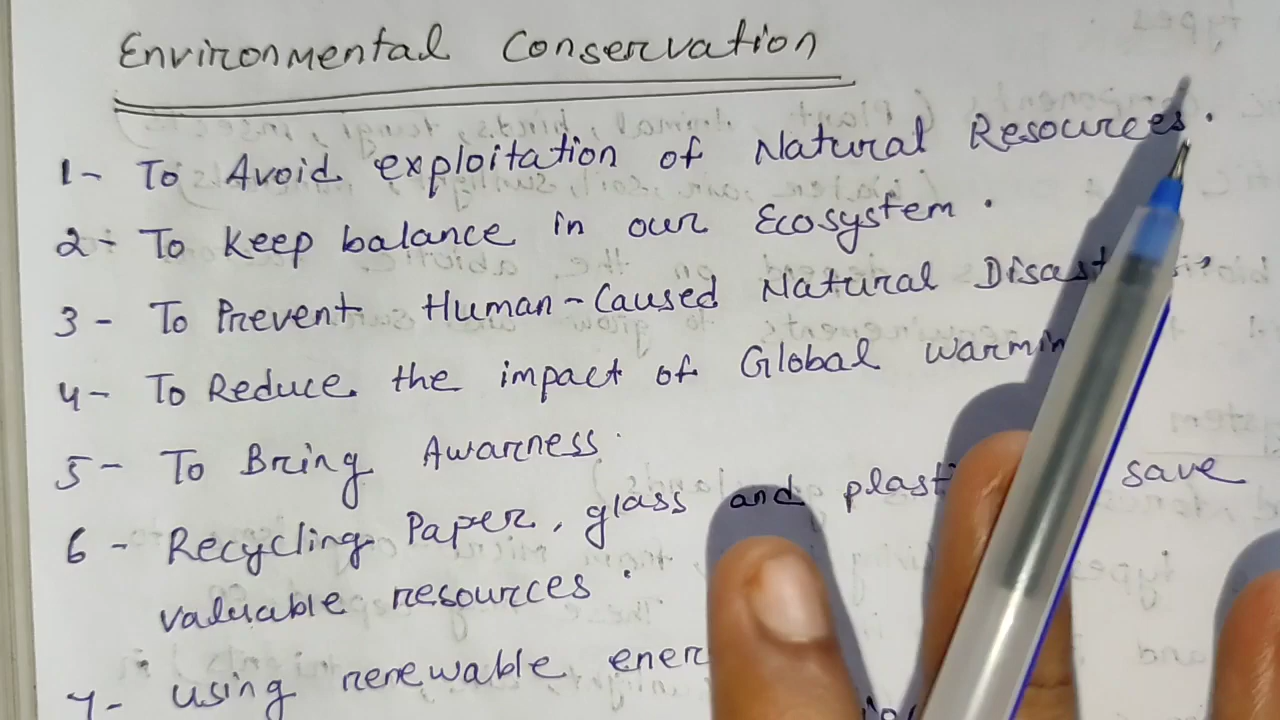 Environmental Conservation
1- To Avoid exploitation of Natural Resources.
2- To Keep balance in our Ecosystem.
3- To Prevent Human-Caused Natural
4- To Reduce the impact of Global
5- To Bring Awarness.
6- Recycling Paper, glass and save
valuable resources.
7- using renewable